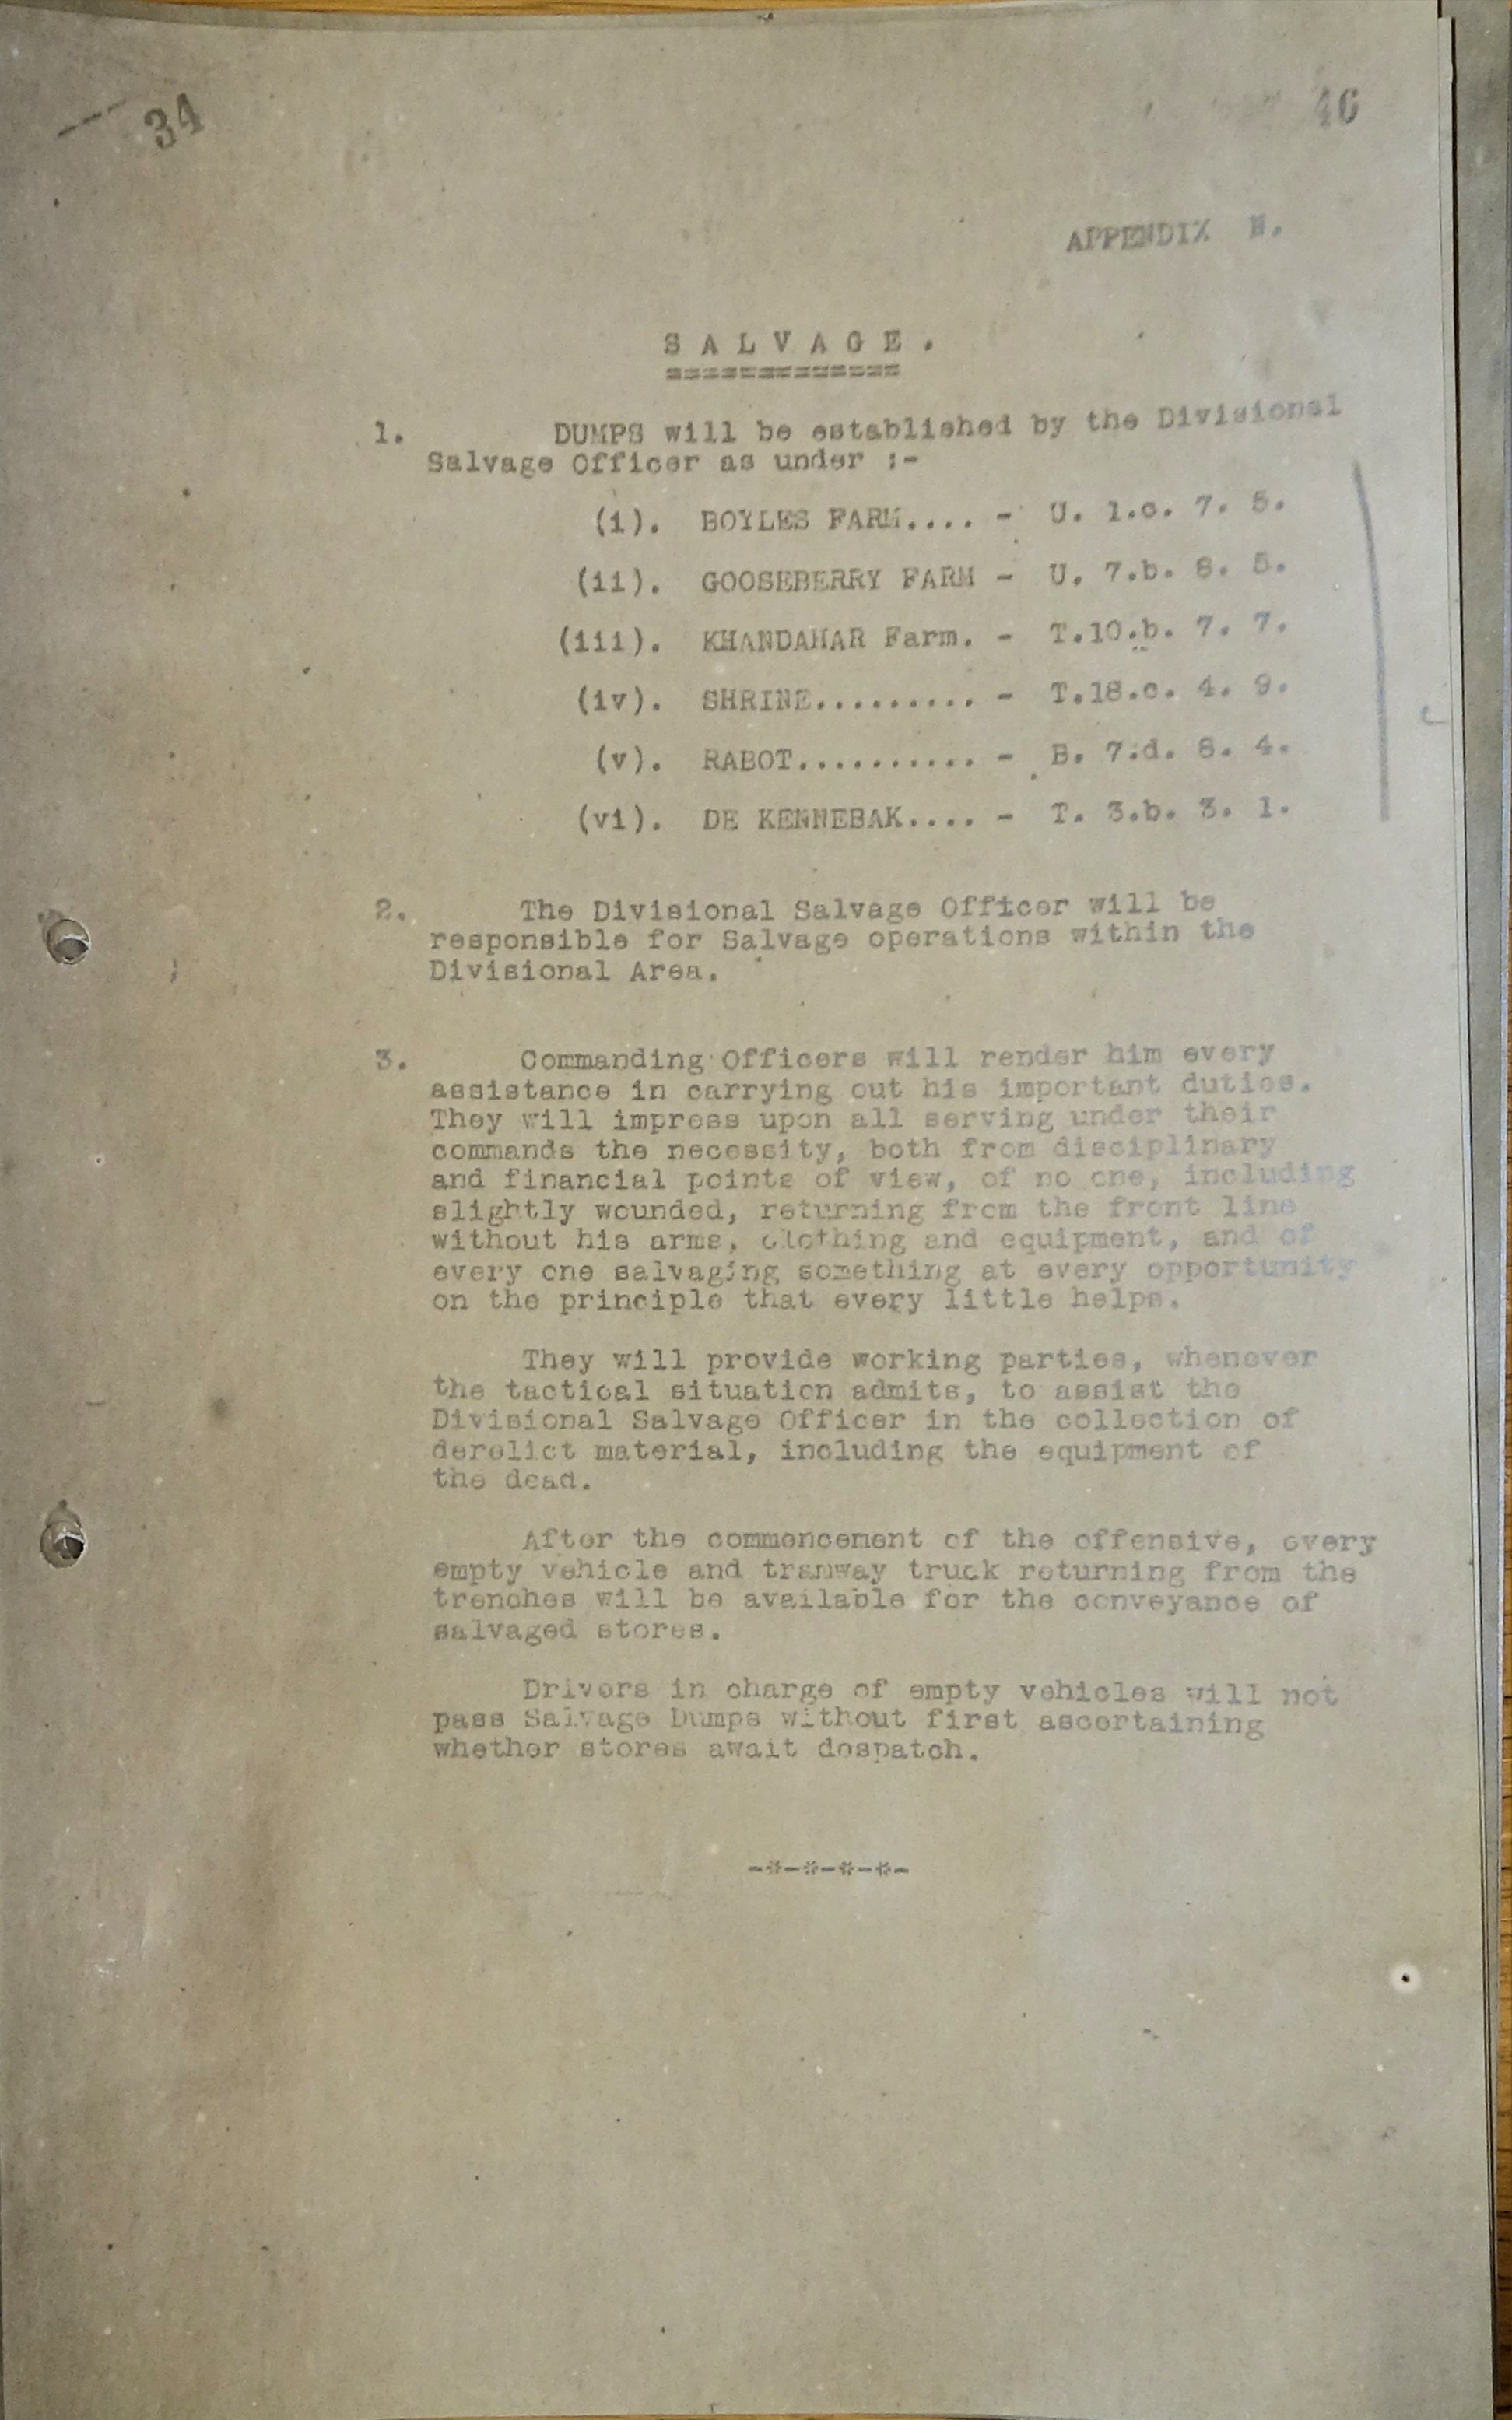 34
46
APPENDIX N.
S A L V A G E .
=============
1. DUMPS will be established by the Divisional
Salvage Officer as under :-
(i). BOYLES FARM.... - U. 1.c. 7. 5.
(ii). GOOSEBERRY FARM - U. 7.b. 8. 5.
(iii). KHANDAHAR Farm. - T.10.b. 7. 7.
(iv). SHRINE......... - T.18.c. 4. 9.
(v). RABOT.......... - B. 7.d. 8. 4.
(vi). DE KENNEBAK.... - T. 3.b. 3. 1.
2. The Divisional Salvage Officer will be
responsible for Salvage operations within the
Divisional Area.
3. Commanding Officers will render him every
assistance in carrying out his important duties.
They will impress upon all serving under their
commands the necessity, both from disciplinary
and financial points of view, of no one, including
slightly wounded, returning from the front line
without his arms, clothing and equipment, and of
every one salvaging something at every opportunity
on the principle that every little helps.
They will provide working parties, whenever
the tactical situation admits, to assist the
Divisional Salvage Officer in the collection of
derelict material, including the equipment of
the dead.
After the commencement of the offensive, every
empty vehicle and tramway truck returning from the
trenches will be available for the conveyance of
salvaged stores.
Drivers in charge of empty vehicles will not
pass Salvage Dumps without first ascertaining
whether stores await despatch.
-*-*-*-*-